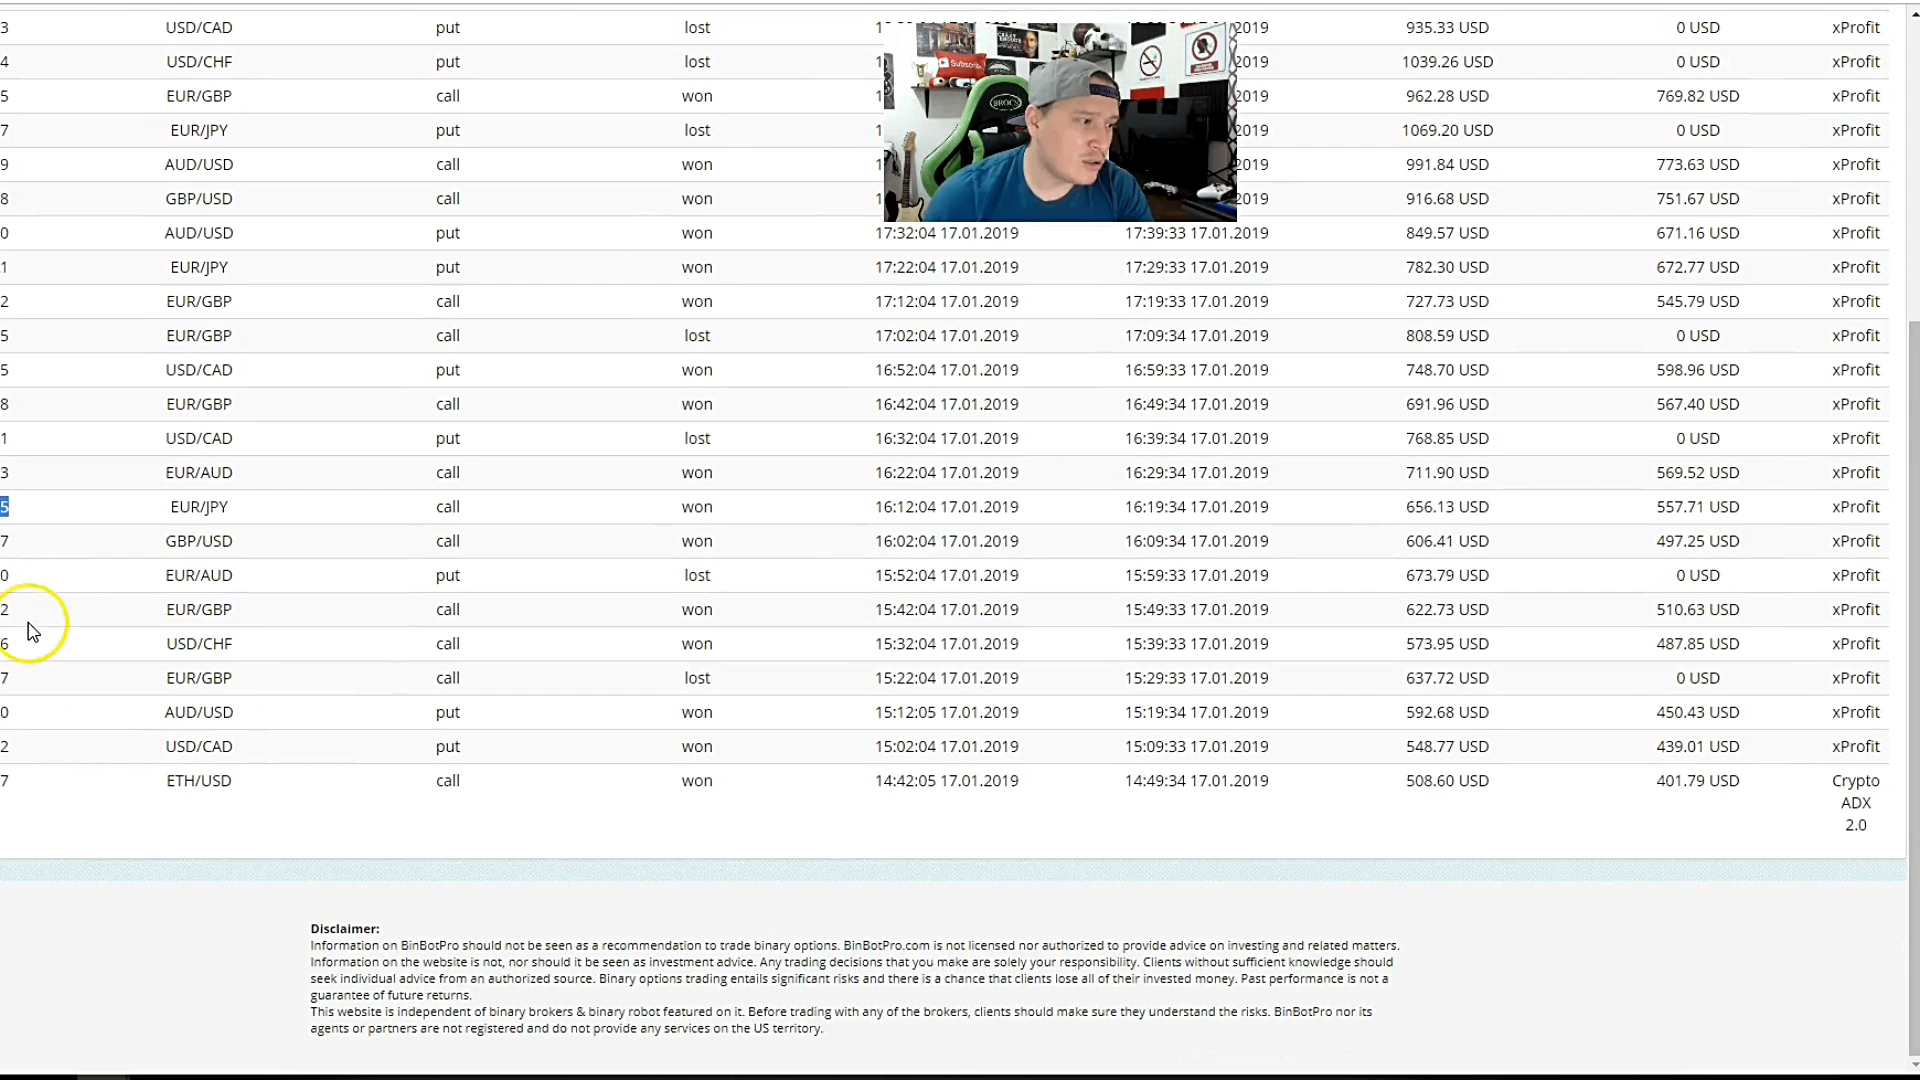 3 USD/CAD put lost 2019 935.33 USD 0 USD xProfit
4 USD/CHF put lost 1 2019 1039.26 USD 0 USD xProfit
5 EUR/GBP call won 1 2019 962.28 USD 769.82 USD xProfit
7 EUR/JPY put lost 1 2019 1069.20 USD 0 USD xProfit
9 AUD/USD call won 1 2019 991.84 USD 773.63 USD xProfit
8 GBP/USD call won 1 2019 916.68 USD 751.67 USD xProfit
Subscribe
BROCS
0 AUD/USD put won 17:32:04 17.01.2019 17:39:33 17.01.2019 849.57 USD 671.16 USD xProfit
1 EUR/JPY put won 17:22:04 17.01.2019 17:29:33 17.01.2019 782.30 USD 672.77 USD xProfit
2 EUR/GBP call won 17:12:04 17.01.2019 17:19:33 17.01.2019 727.73 USD 545.79 USD xProfit
5 EUR/GBP call lost 17:02:04 17.01.2019 17:09:34 17.01.2019 808.59 USD 0 USD xProfit
5 USD/CAD put won 16:52:04 17.01.2019 16:59:33 17.01.2019 748.70 USD 598.96 USD xProfit
8 EUR/GBP call won 16:42:04 17.01.2019 16:49:34 17.01.2019 691.96 USD 567.40 USD xProfit
1 USD/CAD put lost 16:32:04 17.01.2019 16:39:34 17.01.2019 768.85 USD 0 USD xProfit
3 EUR/AUD call won 16:22:04 17.01.2019 16:29:34 17.01.2019 711.90 USD 569.52 USD xProfit
5 EUR/JPY call won 16:12:04 17.01.2019 16:19:34 17.01.2019 656.13 USD 557.71 USD xProfit
7 GBP/USD call won 16:02:04 17.01.2019 16:09:34 17.01.2019 606.41 USD 497.25 USD xProfit
0 EUR/AUD put lost 15:52:04 17.01.2019 15:59:33 17.01.2019 673.79 USD 0 USD xProfit
2 EUR/GBP call won 15:42:04 17.01.2019 15:49:33 17.01.2019 622.73 USD 510.63 USD xProfit
6 USD/CHF call won 15:32:04 17.01.2019 15:39:33 17.01.2019 573.95 USD 487.85 USD xProfit
7 EUR/GBP call lost 15:22:04 17.01.2019 15:29:33 17.01.2019 637.72 USD 0 USD xProfit
0 AUD/USD put won 15:12:05 17.01.2019 15:19:34 17.01.2019 592.68 USD 450.43 USD xProfit
2 USD/CAD put won 15:02:04 17.01.2019 15:09:33 17.01.2019 548.77 USD 439.01 USD xProfit
7 ETH/USD call won 14:42:05 17.01.2019 14:49:34 17.01.2019 508.60 USD 401.79 USD Crypto
ADX
2.0
Disclaimer:
Information on BinBotPro should not be seen as a recommendation to trade binary options. BinBotPro.com is not licensed nor authorized to provide advice on investing and related matters.
Information on the website is not, nor should it be seen as investment advice. Any trading decisions that you make are solely your responsibility. Clients without sufficient knowledge should
seek individual advice from an authorized source. Binary options trading entails significant risks and there is a chance that clients lose all of their invested money. Past performance is not a
guarantee of future returns.
This website is independent of binary brokers & binary robot featured on it. Before trading with any of the brokers, clients should make sure they understand the risks. BinBotPro nor its
agents or partners are not registered and do not provide any services on the US territory.